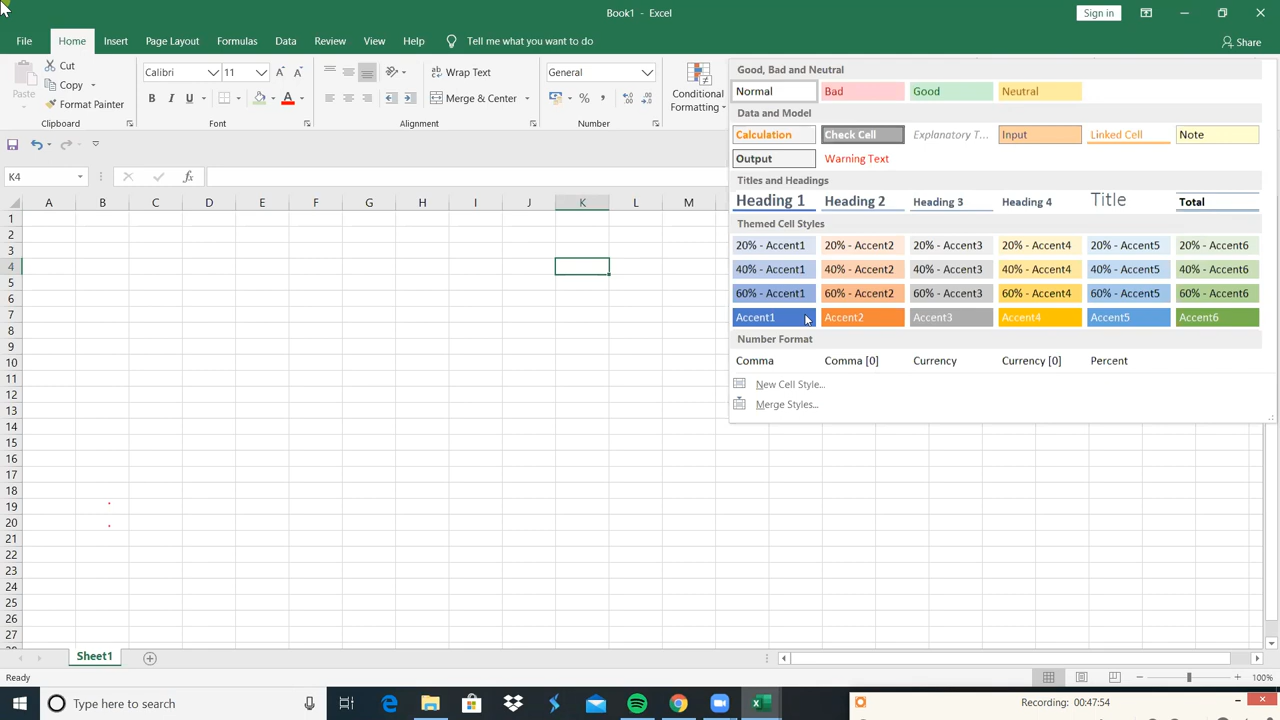 Book1 - Excel
Sign in
File Home Insert Page Layout Formulas Data Review View Help Tell me what you want to do Share
Cut
Copy
Format Painter
Paste
Clipboard
Calibri 11
B I U
Font
Wrap Text
Merge & Center
Alignment
General
Number
Conditional
Formatting
Good, Bad and Neutral
Normal Bad Good Neutral
Data and Model
Calculation Check Cell Explanatory T... Input Linked Cell Note
Output Warning Text
Titles and Headings
Heading 1 Heading 2 Heading 3 Heading 4 Title Total
Themed Cell Styles
20% - Accent1 20% - Accent2 20% - Accent3 20% - Accent4 20% - Accent5 20% - Accent6
40% - Accent1 40% - Accent2 40% - Accent3 40% - Accent4 40% - Accent5 40% - Accent6
60% - Accent1 60% - Accent2 60% - Accent3 60% - Accent4 60% - Accent5 60% - Accent6
Accent1 Accent2 Accent3 Accent4 Accent5 Accent6
Number Format
Comma Comma [0] Currency Currency [0] Percent
New Cell Style...
Merge Styles...
K4 fx
A B C D E F G H I J K L M
1
2
3
4
5
6
7
8
9
10
11
12
13
14
15
16
17
18
19
20
21
22
23
24
25
26
27
Sheet1
Ready
100%
Type here to search
Recording: 00:47:54